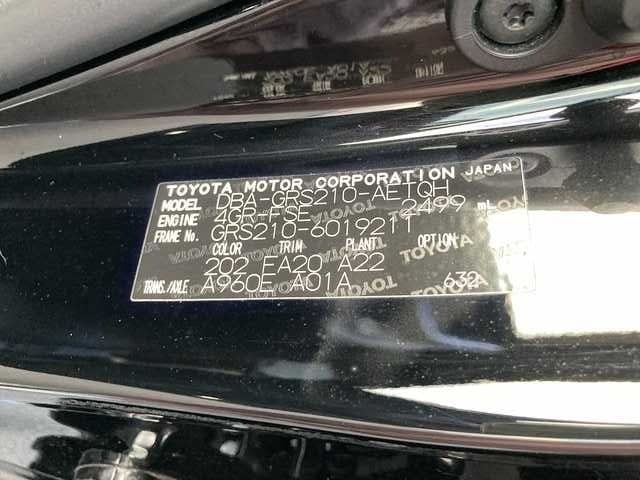 TOYOTA MOTOR CORPORATION JAPAN
MODEL DBA-GRS210-AETQH
ENGINE 4GR-FSE 2499 mL
FRAME No. GRS210-6019211
COLOR TRIM PLANT OPTION
202 EA20 A22
TRANS./AXLE A960E A01A 632